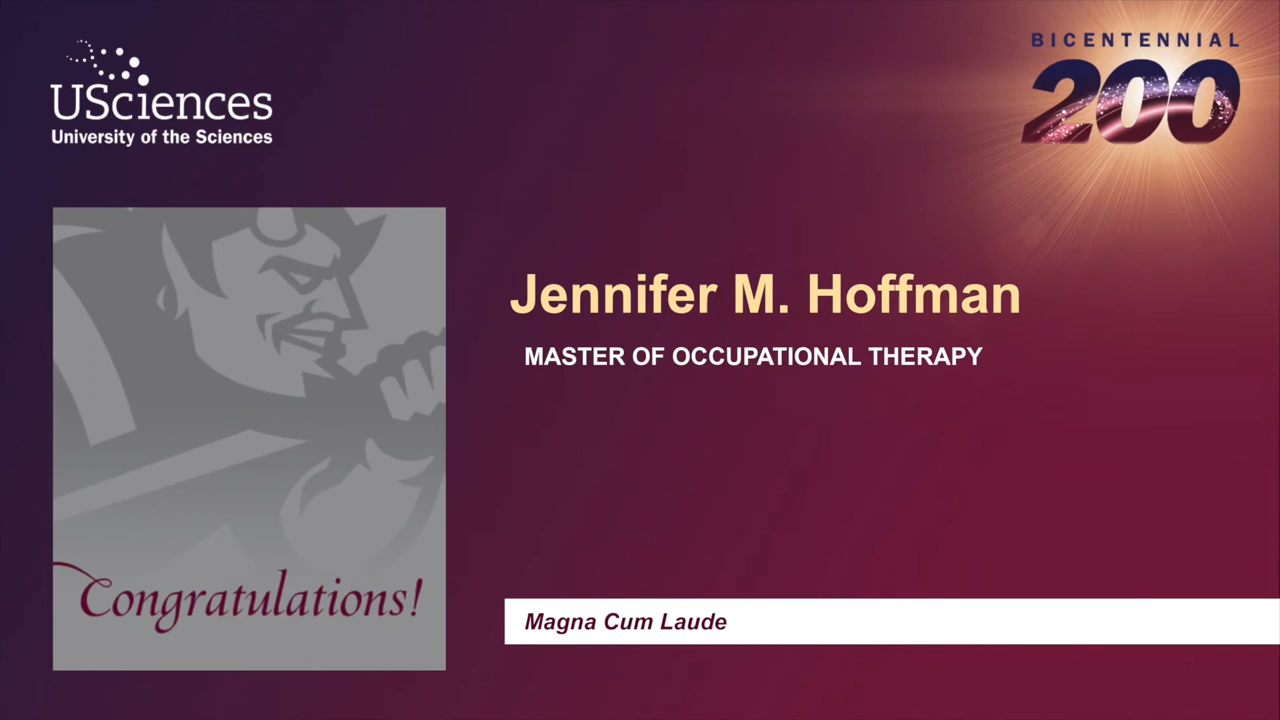 USciences
University of the Sciences
BICENTENNIAL
200
Jennifer M. Hoffman
MASTER OF OCCUPATIONAL THERAPY
Congratulations!
Magna Cum Laude